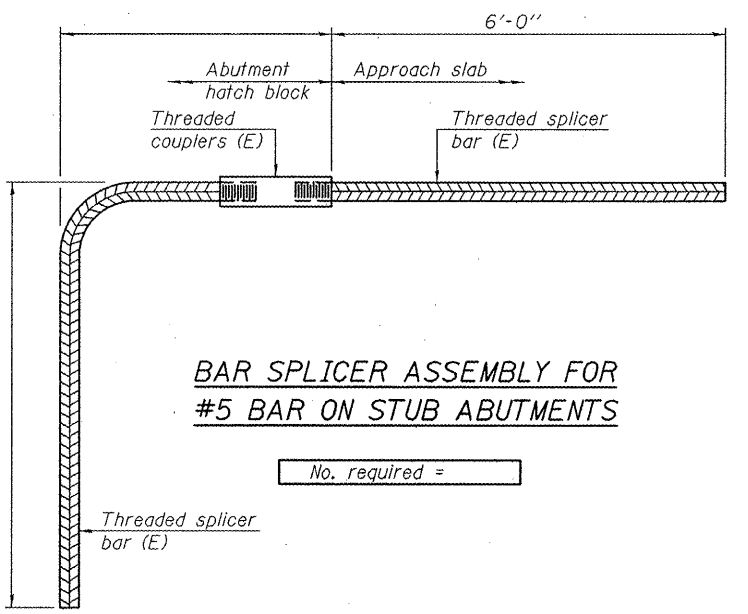 6'-0"
Abutment
hatch block
Approach slab
Threaded
couplers (E)
Threaded splicer
bar (E)
BAR SPLICER ASSEMBLY FOR
#5 BAR ON STUB ABUTMENTS
No. required =
Threaded splicer
bar (E)